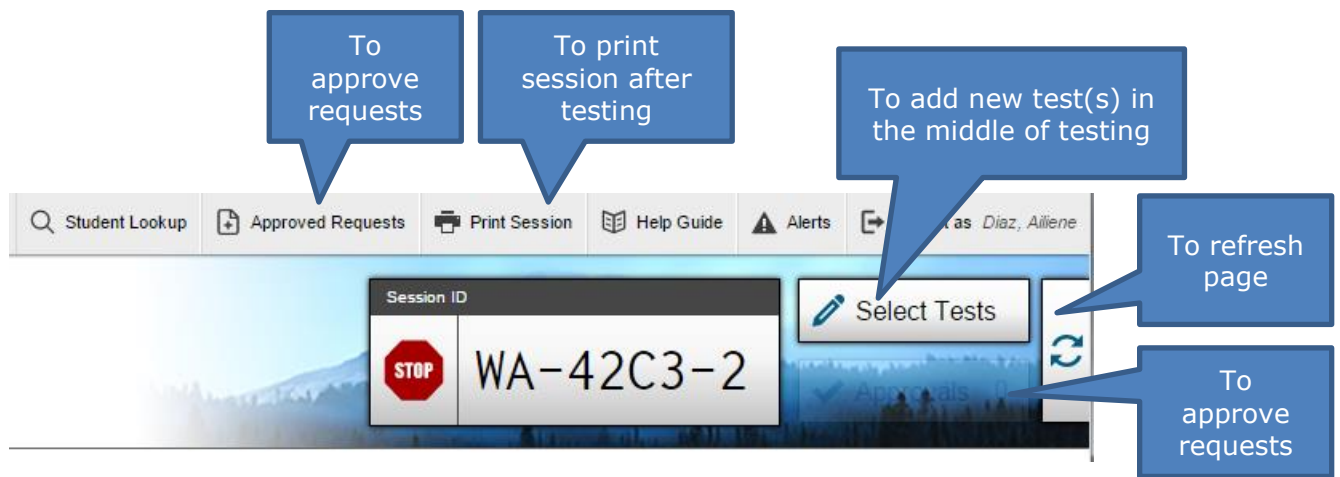 To
approve
requests
To print
session after
testing
To add new test(s) in
the middle of testing
Student Lookup Approved Requests Print Session Help Guide Alerts as Diaz, Ailiene
To refresh
page
Session ID
Select Tests
STOP WA-42C3-2
Approvals 0
To
approve
requests